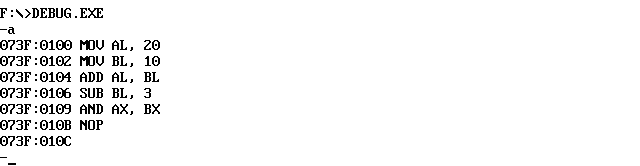 F:\>DEBUG.EXE
-a
073F:0100 MOV AL, 20
073F:0102 MOV BL, 10
073F:0104 ADD AL, BL
073F:0106 SUB BL, 3
073F:0109 AND AX, BX
073F:010B NOP
073F:010C
-_